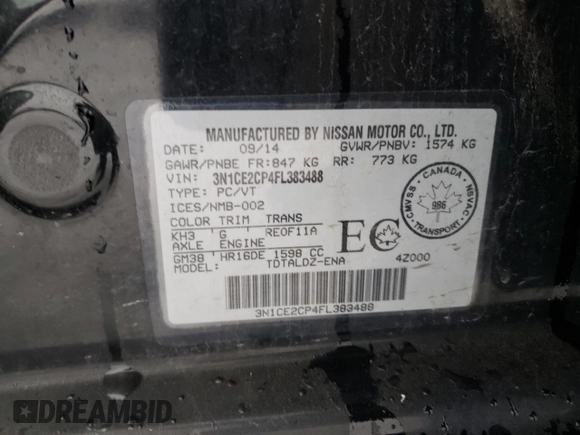 MANUFACTURED BY NISSAN MOTOR CO., LTD.
DATE: 09/14 GVWR/PNBV: 1574 KG
GAWR/PNBE FR: 847 KG RR: 773 KG
VIN: 3N1CE2CP4FL383488
TYPE: PC/VT
ICES/NMB-002
COLOR TRIM TRANS
KH3 G RE0F11A
AXLE ENGINE
GM38 HR16DE 1598 CC
MODEL: TDTALDZ-ENA
EC
4Z000
CANADA
CMVSS NSVAC
986
3N1CE2CP4FL383488
DREAMBID